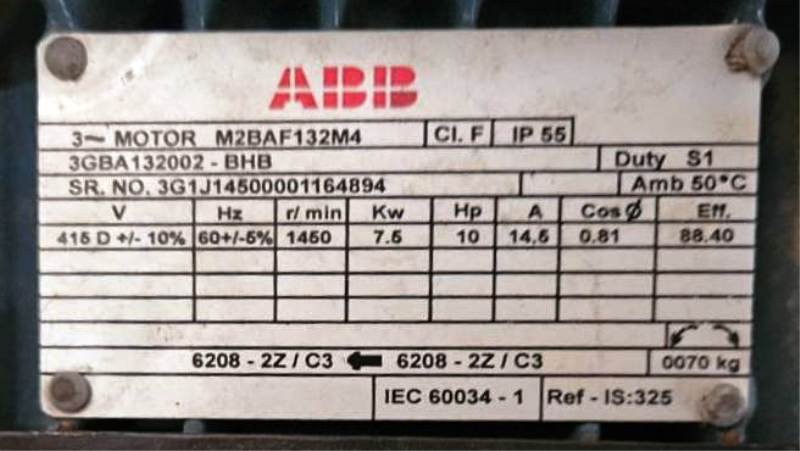 ABB
3~ MOTOR M2BAF132M4 Cl. F IP 55
3GBA132002 - BHB Duty S1
SR. NO. 3G1J14500001164894 Amb 50°C
V Hz r/ min Kw Hp A CosØ Eff.
415 D +/- 10% 60+/-5% 1450 7.5 10 14.5 0.81 88.40
6208 - 2Z / C3 6208 - 2Z / C3 0070 kg
IEC 60034 - 1 Ref - IS:325